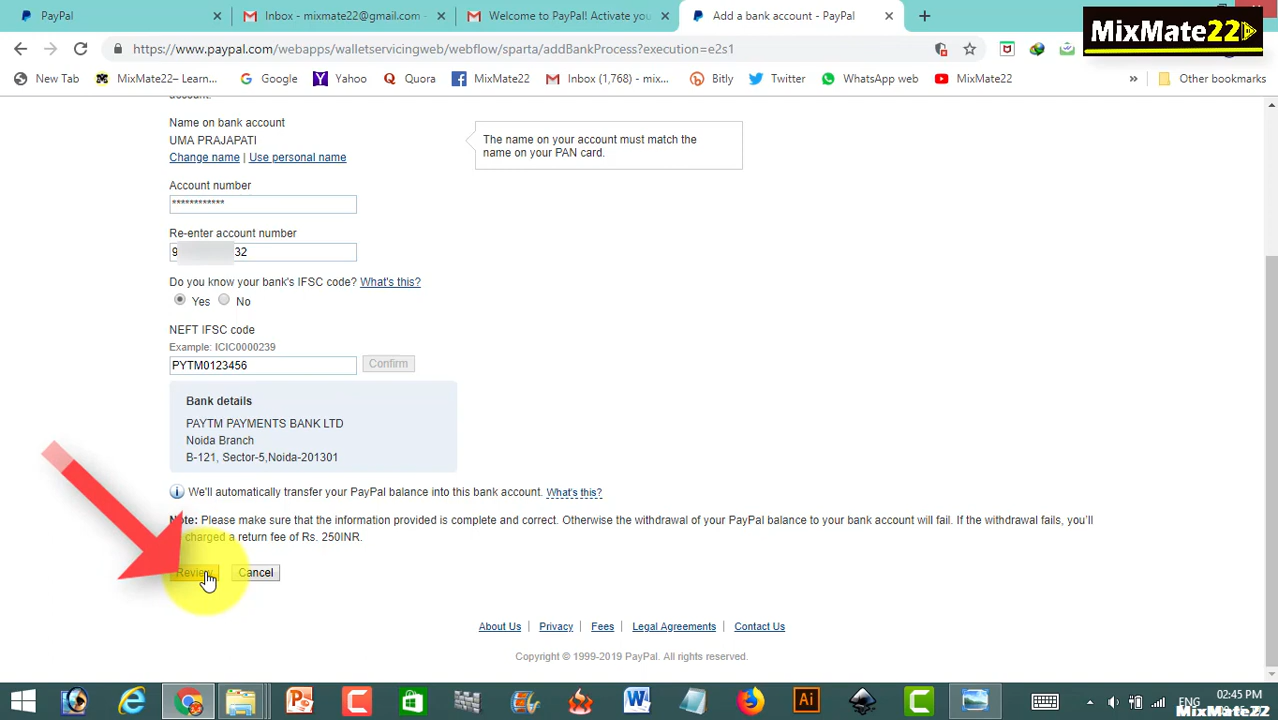 PayPal
Inbox - mixmate22@gmail.com -
Welcome to PayPal! Activate you
Add a bank account - PayPal
MixMate22
https://www.paypal.com/webapps/walletservicingweb/webflow/sparta/addBankProcess?execution=e2s1
New Tab
MixMate22– Learn...
Google
Yahoo
Quora
MixMate22
Inbox (1,768) - mix...
Bitly
Twitter
WhatsApp web
MixMate22
»
Other bookmarks
account.
Name on bank account
UMA PRAJAPATI
Change name | Use personal name
The name on your account must match the
name on your PAN card.
Account number
************
Re-enter account number
9 32
Do you know your bank's IFSC code? What's this?
Yes No
NEFT IFSC code
Example: ICIC0000239
PYTM0123456
Confirm
Bank details
PAYTM PAYMENTS BANK LTD
Noida Branch
B-121, Sector-5,Noida-201301
We'll automatically transfer your PayPal balance into this bank account. What's this?
Note: Please make sure that the information provided is complete and correct. Otherwise the withdrawal of your PayPal balance to your bank account will fail. If the withdrawal fails, you'll
charged a return fee of Rs. 250INR.
Review Cancel
About Us | Privacy | Fees | Legal Agreements | Contact Us
Copyright © 1999-2019 PayPal. All rights reserved.
ENG
02:45 PM
MixMate22